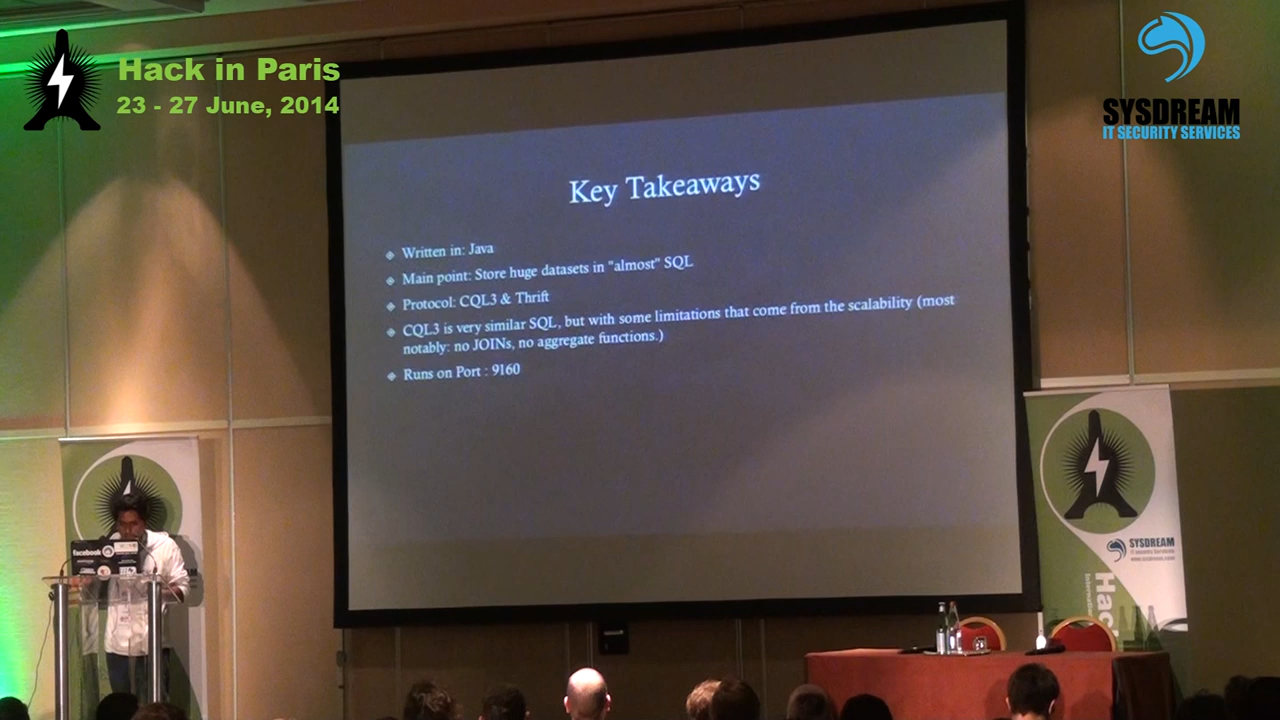 Hack in Paris
23 - 27 June, 2014
SYSDREAM
IT SECURITY SERVICES
Key Takeaways
Written in: Java
Main point: Store huge datasets in "almost" SQL
Protocol: CQL3 & Thrift
CQL3 is very similar SQL, but with some limitations that come from the scalability (most
notably: no JOINs, no aggregate functions.)
Runs on Port : 9160
facebook
SYSDREAM
Hac